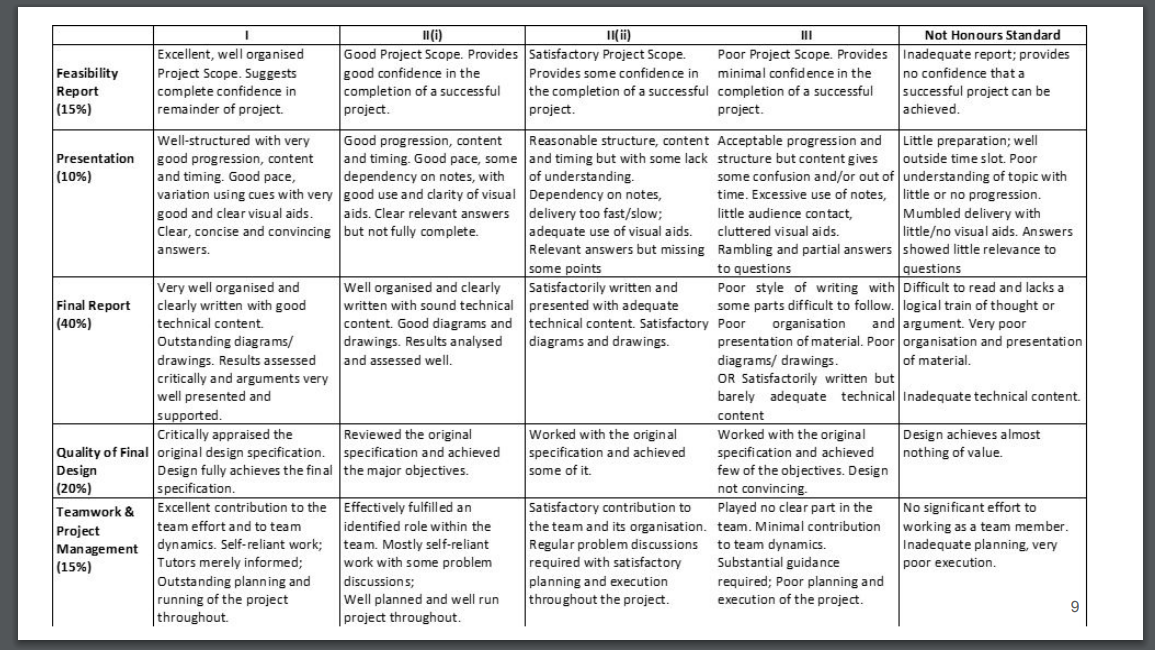 I II(i) II(ii) III Not Honours Standard
Feasibility
Report
(15%)
Excellent, well organised
Project Scope. Suggests
complete confidence in
remainder of project.
Good Project Scope. Provides
good confidence in the
completion of a successful
project.
Satisfactory Project Scope.
Provides some confidence in
the completion of a successful
project.
Poor Project Scope. Provides
minimal confidence in the
completion of a successful
project.
Inadequate report; provides
no confidence that a
successful project can be
achieved.
Presentation
(10%)
Well-structured with very
good progression, content
and timing. Good pace,
variation using cues with very
good and clear visual aids.
Clear, concise and convincing
answers.
Good progression, content
and timing. Good pace, some
dependency on notes, with
good use and clarity of visual
aids. Clear relevant answers
but not fully complete.
Reasonable structure, content
and timing but with some lack
of understanding.
Dependency on notes,
delivery too fast/slow;
adequate use of visual aids.
Relevant answers but missing
some points
Acceptable progression and
structure but content gives
some confusion and/or out of
time. Excessive use of notes,
little audience contact,
cluttered visual aids.
Rambling and partial answers
to questions
Little preparation; well
outside time slot. Poor
understanding of topic with
little or no progression.
Mumbled delivery with
little/no visual aids. Answers
showed little relevance to
questions
Final Report
(40%)
Very well organised and
clearly written with good
technical content.
Outstanding diagrams/
drawings. Results assessed
critically and arguments very
well presented and
supported.
Well organised and clearly
written with sound technical
content. Good diagrams and
drawings. Results analysed
and assessed well.
Satisfactorily written and
presented with adequate
technical content. Satisfactory
diagrams and drawings.
Poor style of writing with
some parts difficult to follow.
Poor organisation and
presentation of material. Poor
diagrams/ drawings.
OR Satisfactorily written but
barely adequate technical
content
Difficult to read and lacks a
logical train of thought or
argument. Very poor
organisation and presentation
of material.
Inadequate technical content.
Quality of Final
Design
(20%)
Critically appraised the
original design specification.
Design fully achieves the final
specification.
Reviewed the original
specification and achieved
the major objectives.
Worked with the original
specification and achieved
some of it.
Worked with the original
specification and achieved
few of the objectives. Design
not convincing.
Design achieves almost
nothing of value.
Teamwork &
Project
Management
(15%)
Excellent contribution to the
team effort and to team
dynamics. Self-reliant work;
Tutors merely informed;
Outstanding planning and
running of the project
throughout.
Effectively fulfilled an
identified role within the
team. Mostly self-reliant
work with some problem
discussions;
Well planned and well run
project throughout.
Satisfactory contribution to
the team and its organisation.
Regular problem discussions
required with satisfactory
planning and execution
throughout the project.
Played no clear part in the
team. Minimal contribution
to team dynamics.
Substantial guidance
required; Poor planning and
execution of the project.
No significant effort to
working as a team member.
Inadequate planning, very
poor execution.
9